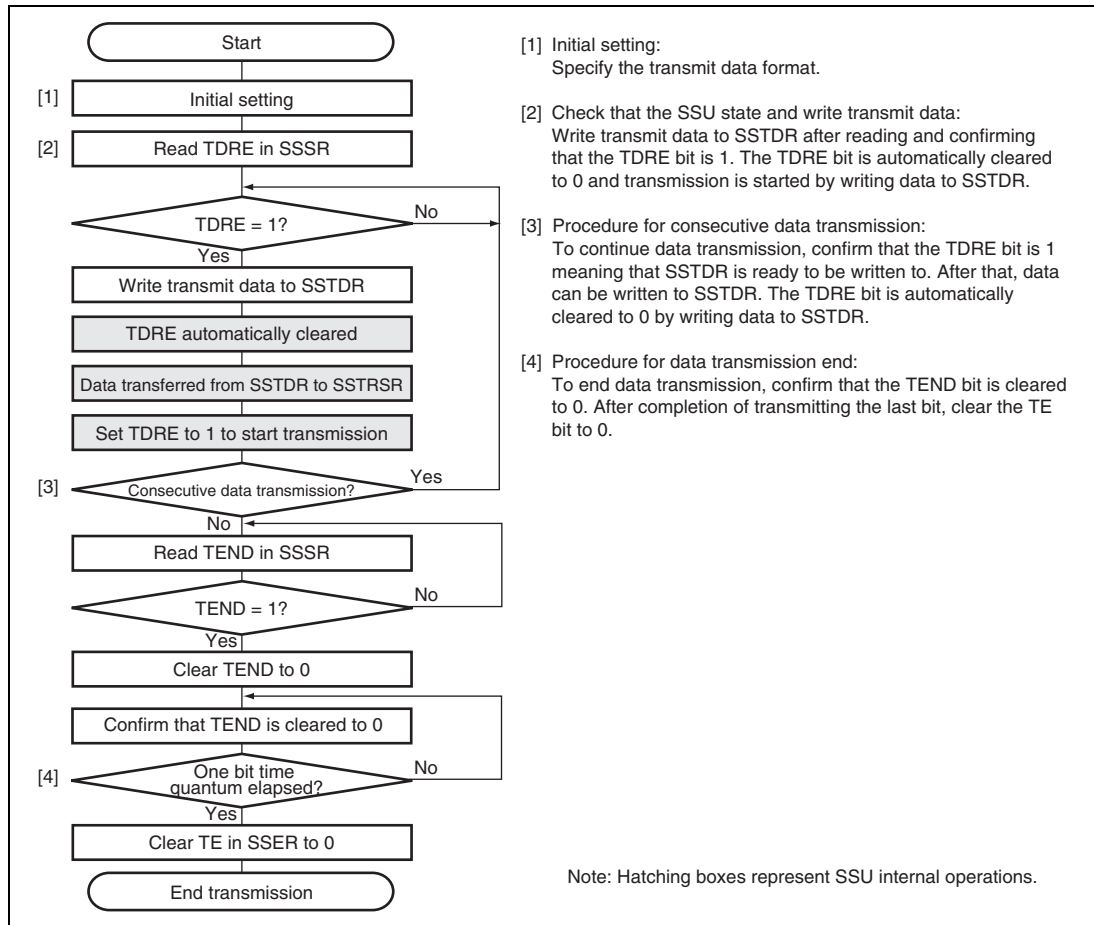 Start
[1] Initial setting
[2] Read TDRE in SSSR
TDRE = 1?
No
Yes
Write transmit data to SSTDR
TDRE automatically cleared
Data transferred from SSTDR to SSTRSR
Set TDRE to 1 to start transmission
[3] Consecutive data transmission?
Yes
No
Read TEND in SSSR
TEND = 1?
No
Yes
Clear TEND to 0
Confirm that TEND is cleared to 0
[4] One bit time
quantum elapsed?
No
Yes
Clear TE in SSER to 0
End transmission
[1] Initial setting:
Specify the transmit data format.
[2] Check that the SSU state and write transmit data:
Write transmit data to SSTDR after reading and confirming
that the TDRE bit is 1. The TDRE bit is automatically cleared
to 0 and transmission is started by writing data to SSTDR.
[3] Procedure for consecutive data transmission:
To continue data transmission, confirm that the TDRE bit is 1
meaning that SSTDR is ready to be written to. After that, data
can be written to SSTDR. The TDRE bit is automatically
cleared to 0 by writing data to SSTDR.
[4] Procedure for data transmission end:
To end data transmission, confirm that the TEND bit is cleared
to 0. After completion of transmitting the last bit, clear the TE
bit to 0.
Note: Hatching boxes represent SSU internal operations.